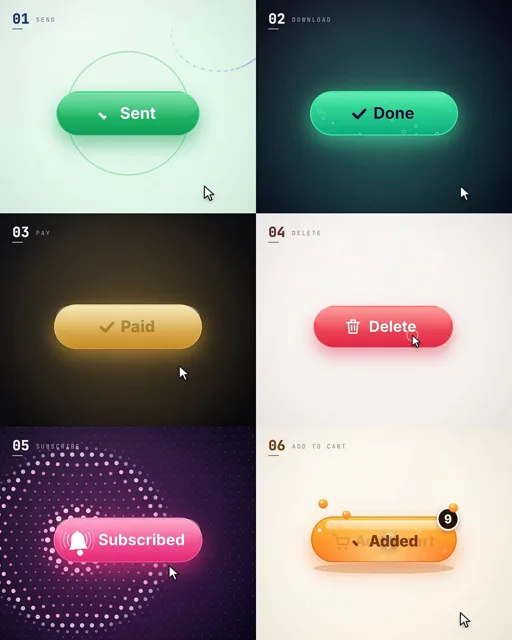 01 SEND
Sent
02 DOWNLOAD
Done
03 PAY
Paid
04 DELETE
Delete
05 SUBSCRIBE
Subscribed
06 ADD TO CART
9
Added